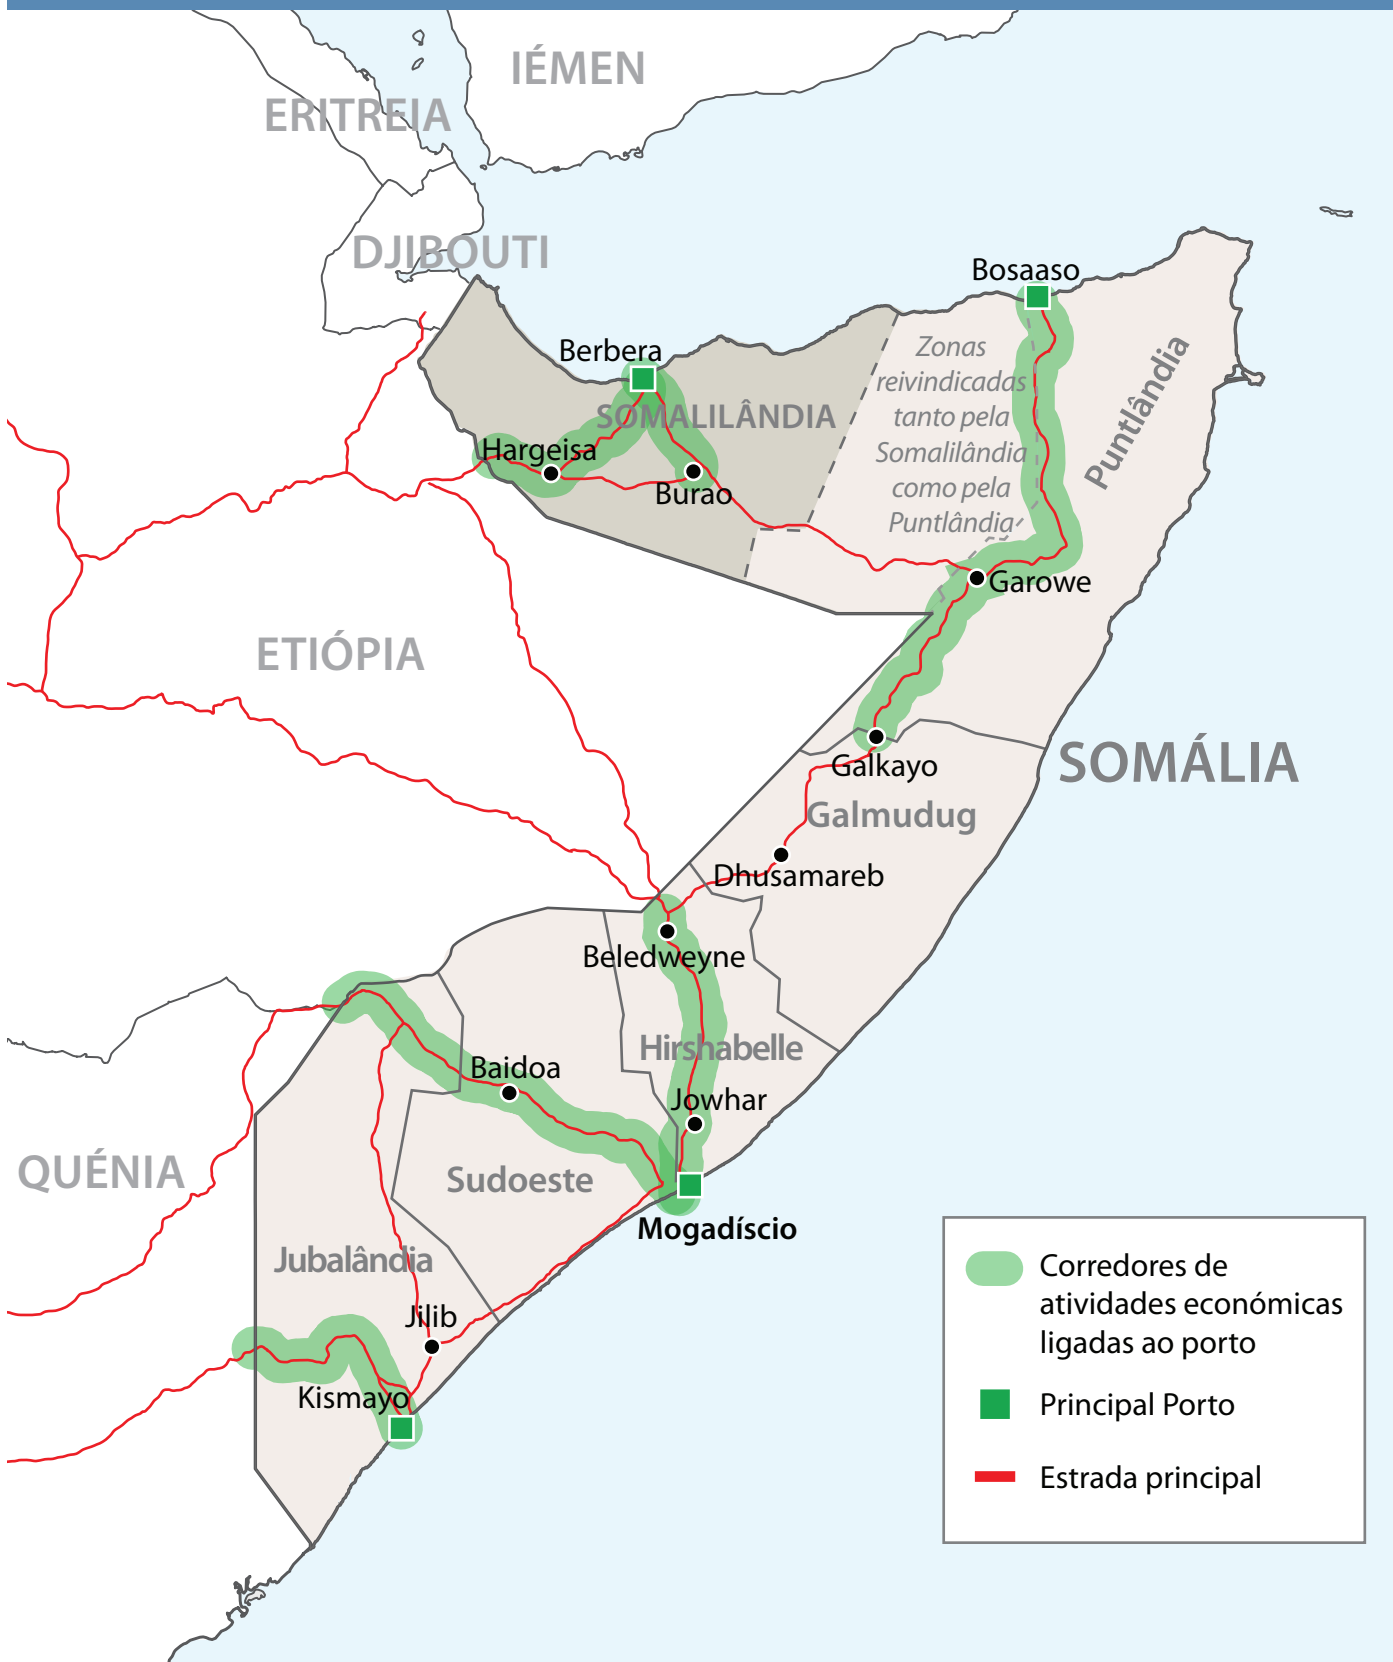 IÉMEN
ERITREIA
DJIBOUTI
Bosaaso
Berbera
Zonas
reivindicadas
tanto pela
Somalilândia
como pela
Puntlândia
Puntlândia
SOMALILÂNDIA
Hargeisa
Burao
Garowe
ETIÓPIA
SOMÁLIA
Galkayo
Galmudug
Dhusamareb
Beledweyne
Hirshabelle
Baidoa
Jowhar
QUÉNIA
Sudoeste
Mogadíscio
Jubalândia
Jilib
Kismayo
Corredores de
atividades económicas
ligadas ao porto
Principal Porto
Estrada principal